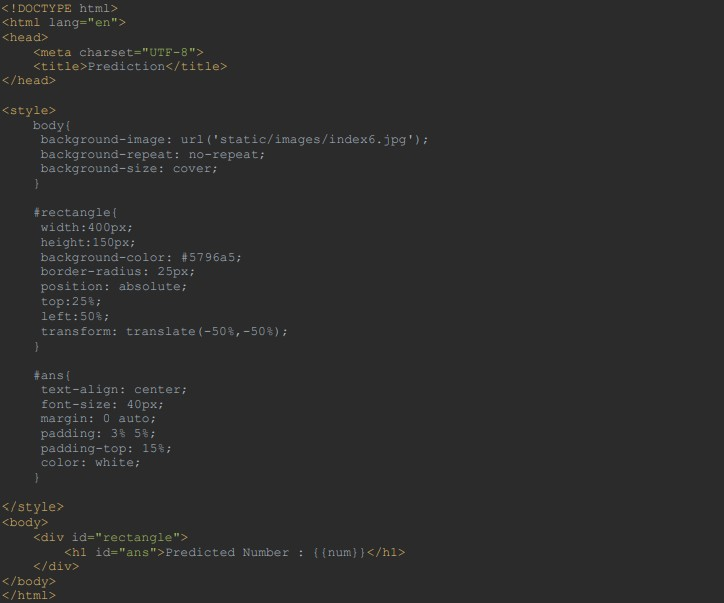 <!DOCTYPE html>
<html lang="en">
<head>
    <meta charset="UTF-8">
    <title>Prediction</title>
</head>

<style>
    body{
     background-image: url('static/images/index6.jpg');
     background-repeat: no-repeat;
     background-size: cover;
    }

    #rectangle{
     width:400px;
     height:150px;
     background-color: #5796a5;
     border-radius: 25px;
     position: absolute;
     top:25%;
     left:50%;
     transform: translate(-50%,-50%);
    }

    #ans{
     text-align: center;
     font-size: 40px;
     margin: 0 auto;
     padding: 3% 5%;
     padding-top: 15%;
     color: white;
    }

</style>
<body>
    <div id="rectangle">
        <h1 id="ans">Predicted Number : {{num}}</h1>
    </div>
</body>
</html>